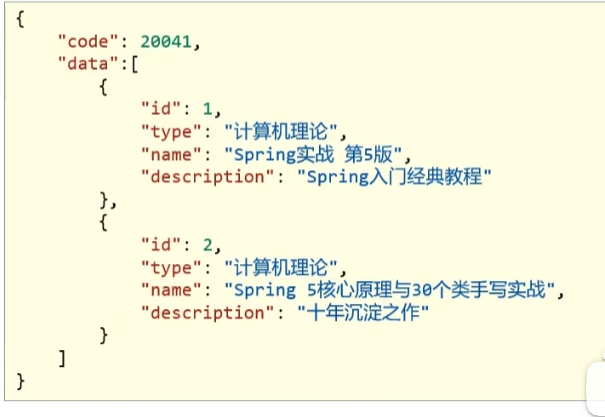 {
    "code": 20041,
    "data":[
        {
            "id": 1,
            "type": "计算机理论",
            "name": "Spring实战 第5版",
            "description": "Spring入门经典教程"
        },
        {
            "id": 2,
            "type": "计算机理论",
            "name": "Spring 5核心原理与30个类手写实战",
            "description": "十年沉淀之作"
        }
    ]
}